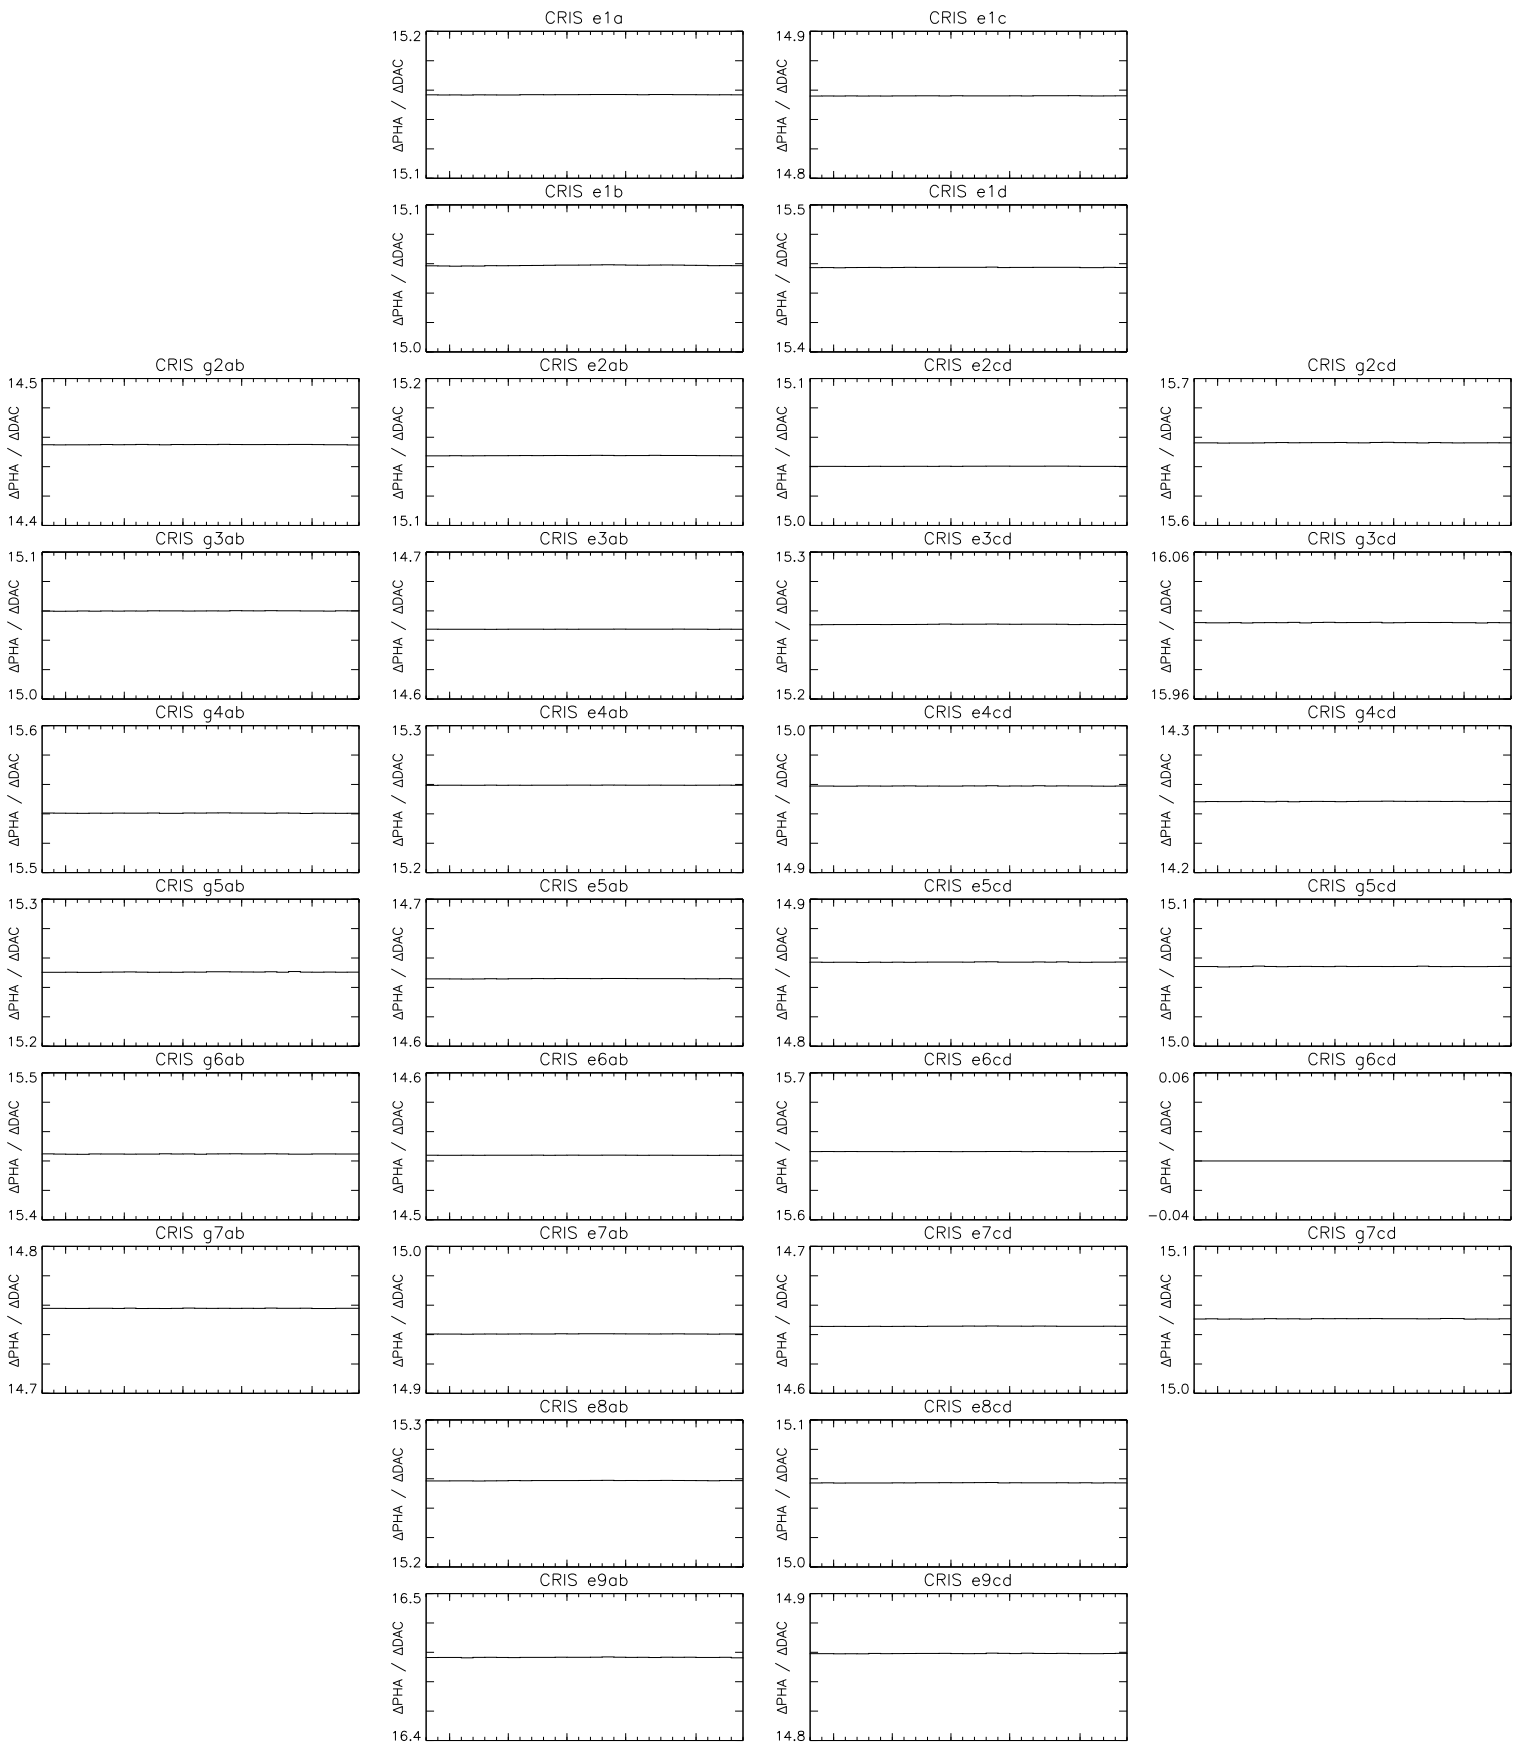 CRIS e1a
15.2
ΔPHA / ΔDAC
15.1
CRIS e1c
14.9
ΔPHA / ΔDAC
14.8
CRIS e1b
15.1
ΔPHA / ΔDAC
15.0
CRIS e1d
15.5
ΔPHA / ΔDAC
15.4
CRIS g2ab
14.5
ΔPHA / ΔDAC
14.4
CRIS e2ab
15.2
ΔPHA / ΔDAC
15.1
CRIS e2cd
15.1
ΔPHA / ΔDAC
15.0
CRIS g2cd
15.7
ΔPHA / ΔDAC
15.6
CRIS g3ab
15.1
ΔPHA / ΔDAC
15.0
CRIS e3ab
14.7
ΔPHA / ΔDAC
14.6
CRIS e3cd
15.3
ΔPHA / ΔDAC
15.2
CRIS g3cd
16.06
ΔPHA / ΔDAC
15.96
CRIS g4ab
15.6
ΔPHA / ΔDAC
15.5
CRIS e4ab
15.3
ΔPHA / ΔDAC
15.2
CRIS e4cd
15.0
ΔPHA / ΔDAC
14.9
CRIS g4cd
14.3
ΔPHA / ΔDAC
14.2
CRIS g5ab
15.3
ΔPHA / ΔDAC
15.2
CRIS e5ab
14.7
ΔPHA / ΔDAC
14.6
CRIS e5cd
14.9
ΔPHA / ΔDAC
14.8
CRIS g5cd
15.1
ΔPHA / ΔDAC
15.0
CRIS g6ab
15.5
ΔPHA / ΔDAC
15.4
CRIS e6ab
14.6
ΔPHA / ΔDAC
14.5
CRIS e6cd
15.7
ΔPHA / ΔDAC
15.6
CRIS g6cd
0.06
ΔPHA / ΔDAC
−0.04
CRIS g7ab
14.8
ΔPHA / ΔDAC
14.7
CRIS e7ab
15.0
ΔPHA / ΔDAC
14.9
CRIS e7cd
14.7
ΔPHA / ΔDAC
14.6
CRIS g7cd
15.1
ΔPHA / ΔDAC
15.0
CRIS e8ab
15.3
ΔPHA / ΔDAC
15.2
CRIS e8cd
15.1
ΔPHA / ΔDAC
15.0
CRIS e9ab
16.5
ΔPHA / ΔDAC
16.4
CRIS e9cd
14.9
ΔPHA / ΔDAC
14.8